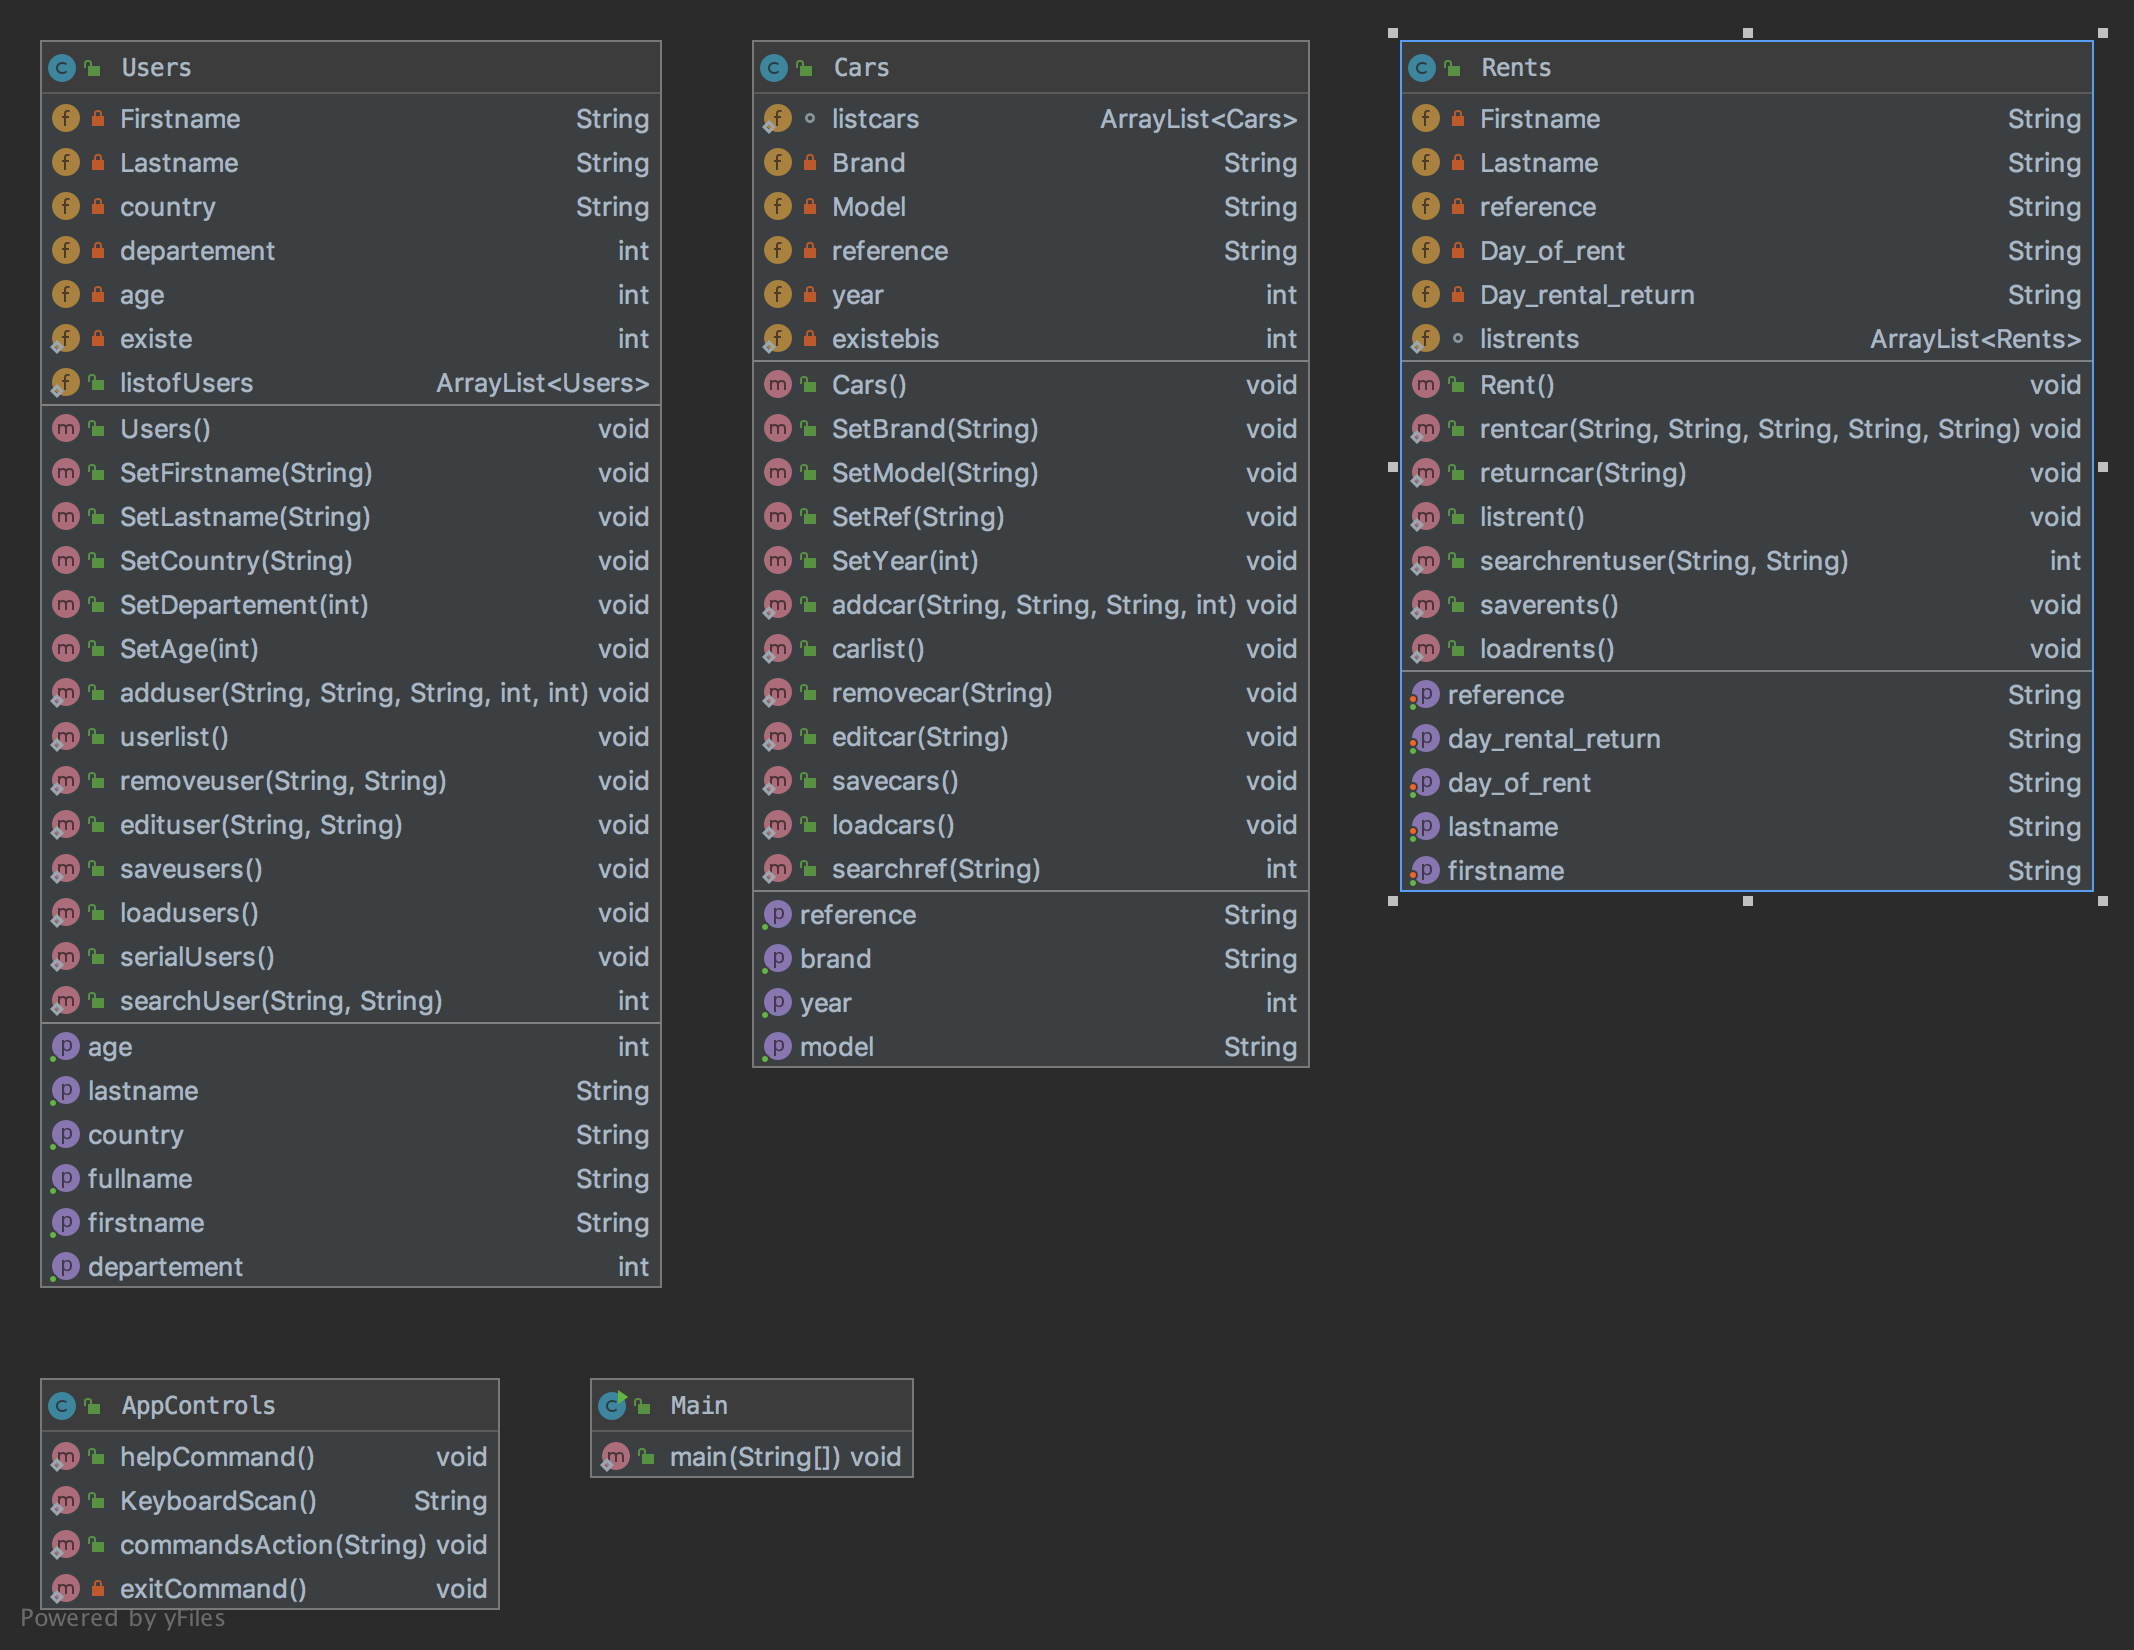 Users
Firstname String
Lastname String
country String
departement int
age int
existe int
listofUsers ArrayList<Users>
Users() void
SetFirstname(String) void
SetLastname(String) void
SetCountry(String) void
SetDepartement(int) void
SetAge(int) void
adduser(String, String, String, int, int) void
userlist() void
removeuser(String, String) void
edituser(String, String) void
saveusers() void
loadusers() void
serialUsers() void
searchUser(String, String) int
age int
lastname String
country String
fullname String
firstname String
departement int
Cars
listcars ArrayList<Cars>
Brand String
Model String
reference String
year int
existebis int
Cars() void
SetBrand(String) void
SetModel(String) void
SetRef(String) void
SetYear(int) void
addcar(String, String, String, int) void
carlist() void
removecar(String) void
editcar(String) void
savecars() void
loadcars() void
searchref(String) int
reference String
brand String
year int
model String
Rents
Firstname String
Lastname String
reference String
Day_of_rent String
Day_rental_return String
listrents ArrayList<Rents>
Rent() void
rentcar(String, String, String, String, String) void
returncar(String) void
listrent() void
searchrentuser(String, String) int
saverents() void
loadrents() void
reference String
day_rental_return String
day_of_rent String
lastname String
firstname String
AppControls
helpCommand() void
KeyboardScan() String
commandsAction(String) void
exitCommand() void
Main
main(String[]) void
Powered by yFiles